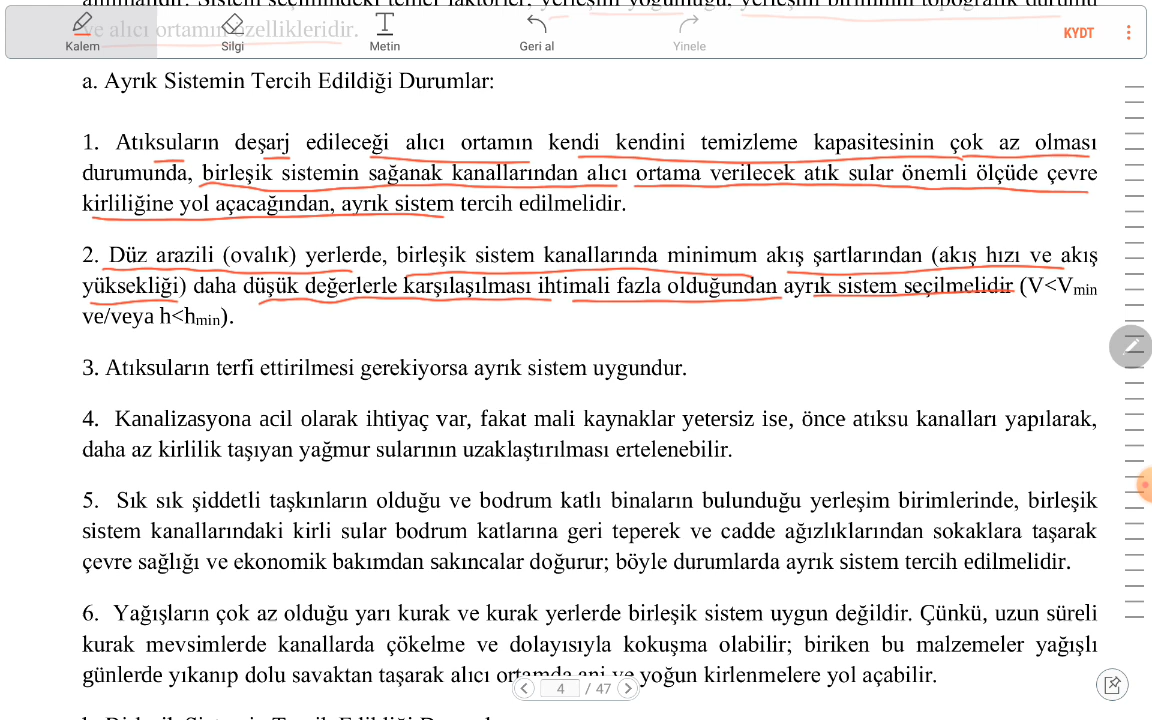 ve alıcı ortamın özellikleridir.
Kalem
Silgi
Metin
Geri al
Yinele
KYDT
a. Ayrık Sistemin Tercih Edildiği Durumlar:
1. Atıksuların deşarj edileceği alıcı ortamın kendi kendini temizleme kapasitesinin çok az olması
durumunda, birleşik sistemin sağanak kanallarından alıcı ortama verilecek atık sular önemli ölçüde çevre
kirliliğine yol açacağından, ayrık sistem tercih edilmelidir.
2. Düz arazili (ovalık) yerlerde, birleşik sistem kanallarında minimum akış şartlarından (akış hızı ve akış
yüksekliği) daha düşük değerlerle karşılaşılması ihtimali fazla olduğundan ayrık sistem seçilmelidir (V<Vmin
ve/veya h<hmin).
3. Atıksuların terfi ettirilmesi gerekiyorsa ayrık sistem uygundur.
4. Kanalizasyona acil olarak ihtiyaç var, fakat mali kaynaklar yetersiz ise, önce atıksu kanalları yapılarak,
daha az kirlilik taşıyan yağmur sularının uzaklaştırılması ertelenebilir.
5. Sık sık şiddetli taşkınların olduğu ve bodrum katlı binaların bulunduğu yerleşim birimlerinde, birleşik
sistem kanallarındaki kirli sular bodrum katlarına geri teperek ve cadde ağızlıklarından sokaklara taşarak
çevre sağlığı ve ekonomik bakımdan sakıncalar doğurur; böyle durumlarda ayrık sistem tercih edilmelidir.
6. Yağışların çok az olduğu yarı kurak ve kurak yerlerde birleşik sistem uygun değildir. Çünkü, uzun süreli
kurak mevsimlerde kanallarda çökelme ve dolayısıyla kokuşma olabilir; biriken bu malzemeler yağışlı
günlerde yıkanıp dolu savaktan taşarak alıcı ortamda ani ve yoğun kirlenmelere yol açabilir.
4 / 47